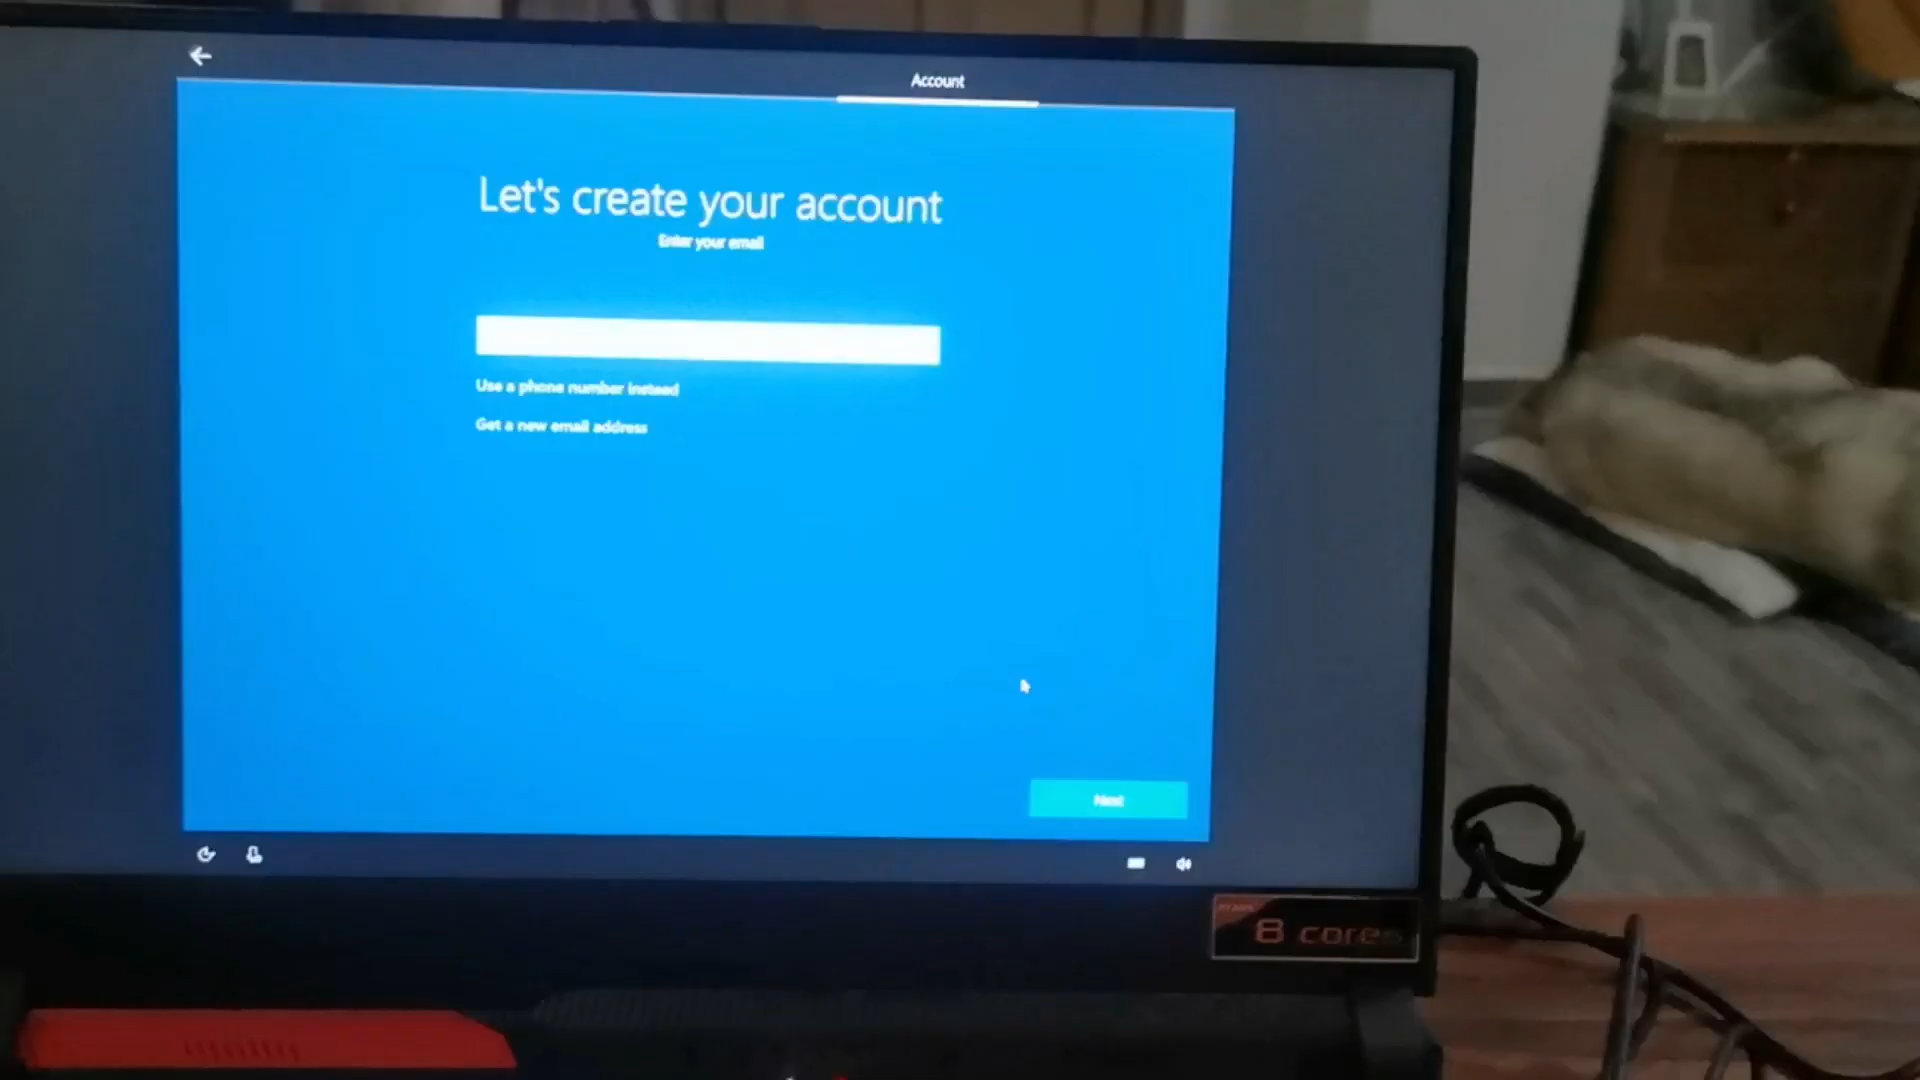 Account
Let's create your account
Enter your email
Use a phone number instead
Get a new email address
Next
8 cores